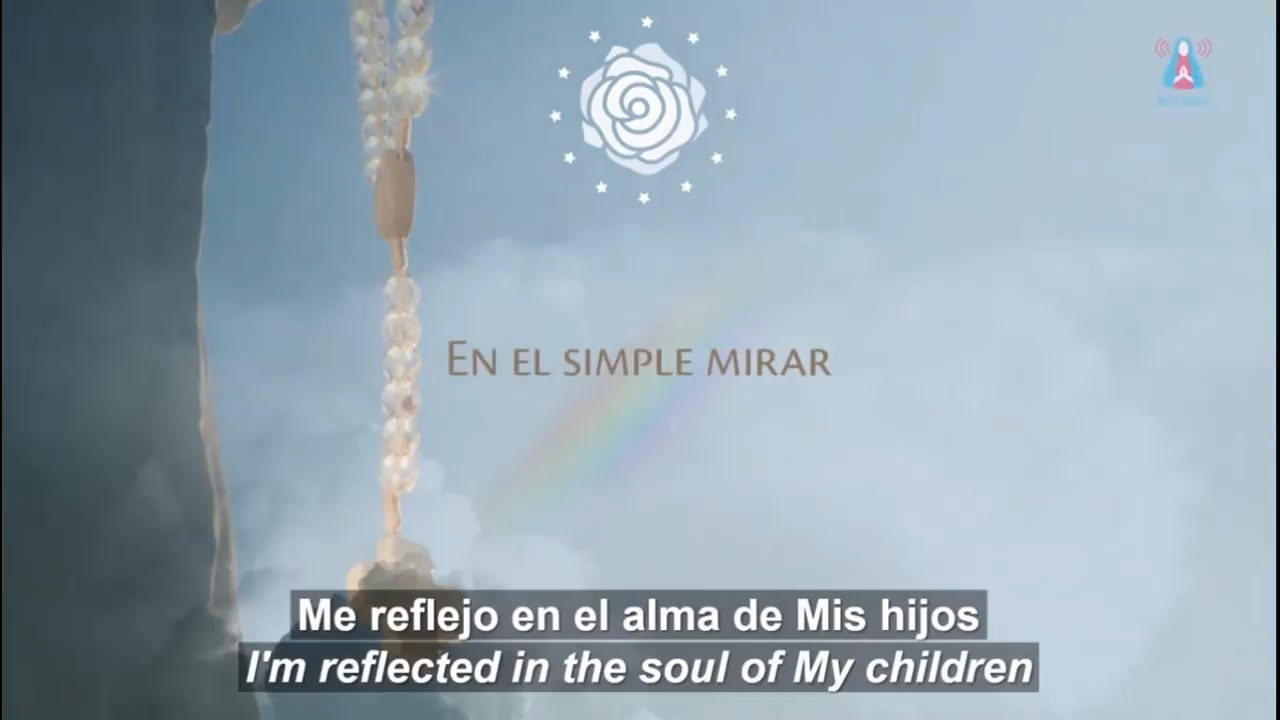 En el simple mirar
Me reflejo en el alma de Mis hijos
I'm reflected in the soul of My children